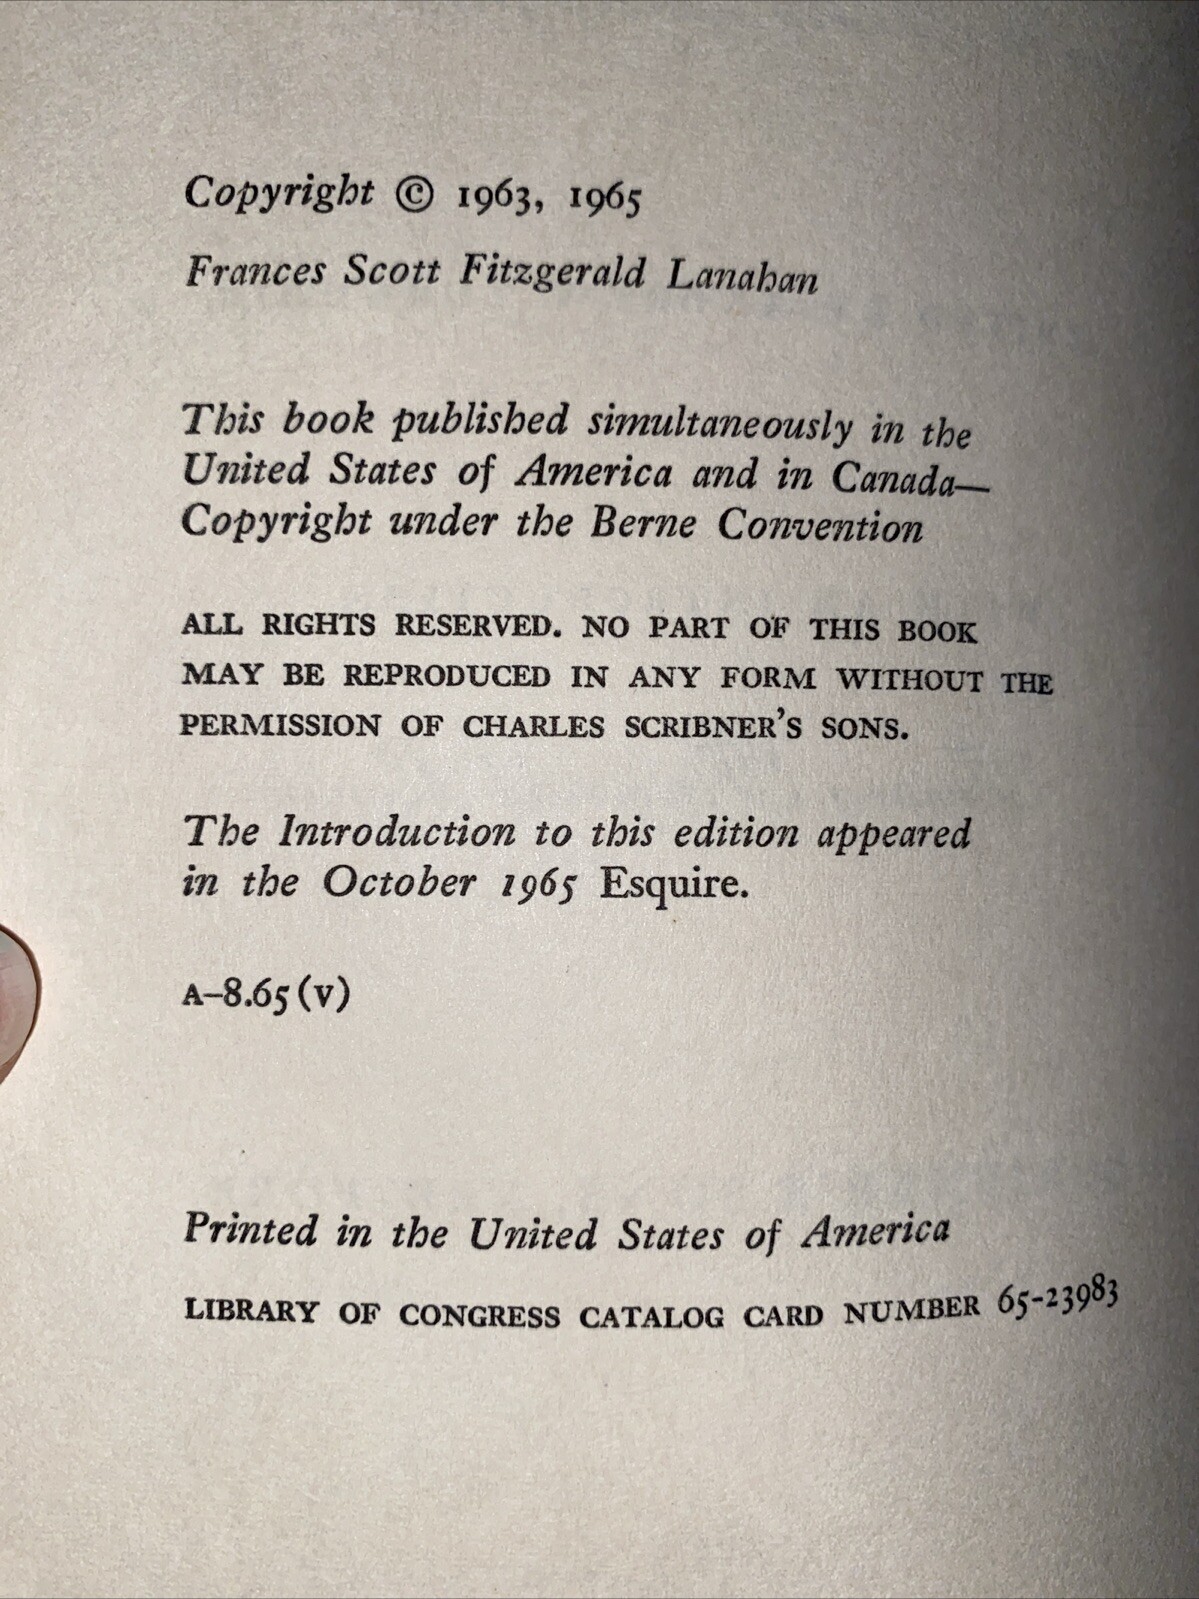 Copyright © 1963, 1965
Frances Scott Fitzgerald Lanahan
This book published simultaneously in the
United States of America and in Canada—
Copyright under the Berne Convention
ALL RIGHTS RESERVED. NO PART OF THIS BOOK
MAY BE REPRODUCED IN ANY FORM WITHOUT THE
PERMISSION OF CHARLES SCRIBNER'S SONS.
The Introduction to this edition appeared
in the October 1965 Esquire.
A–8.65 (V)
Printed in the United States of America
LIBRARY OF CONGRESS CATALOG CARD NUMBER 65-23983